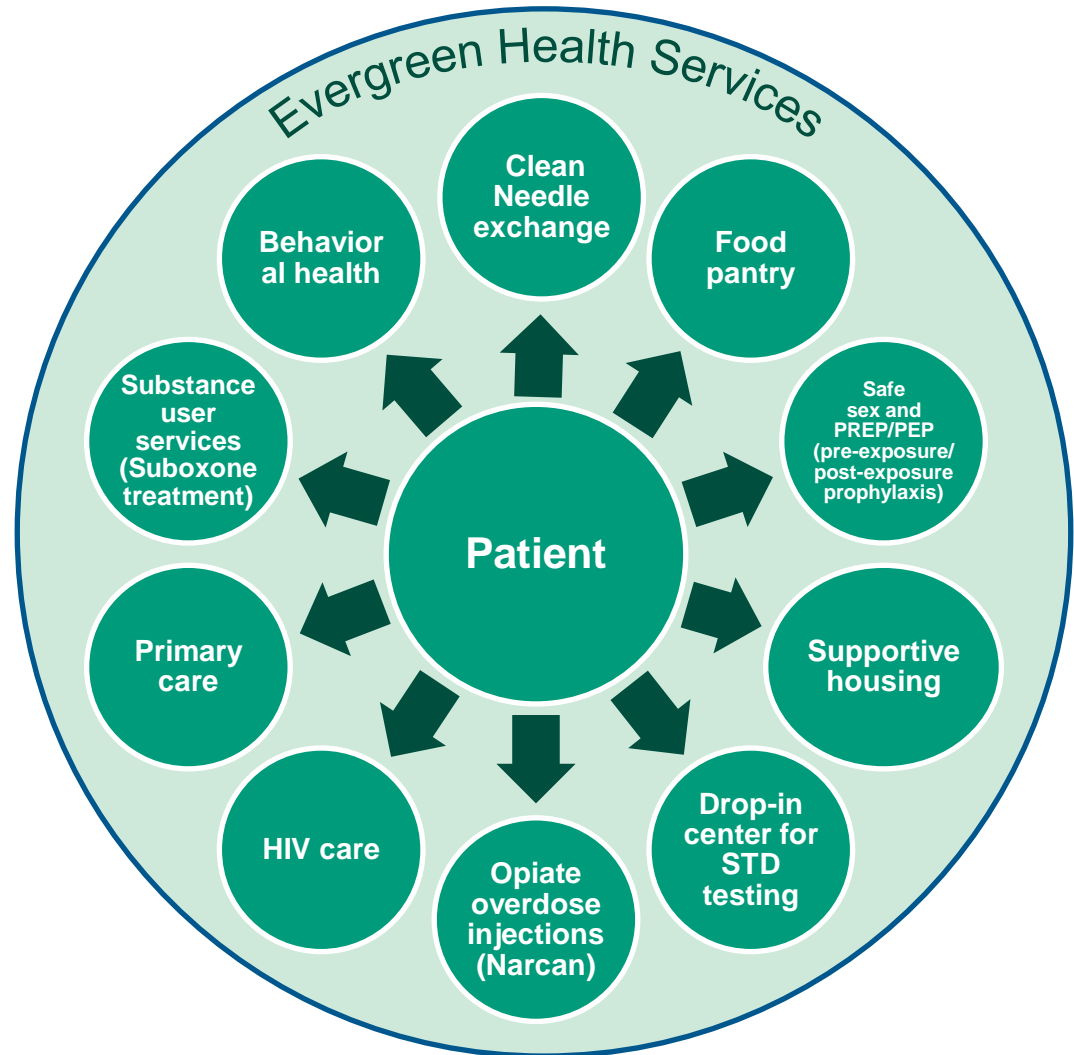 Evergreen Health Services
Clean
Needle
exchange
Food
pantry
Safe
sex and
PREP/PEP
(pre-exposure/
post-exposure
prophylaxis)
Supportive
housing
Drop-in
center for
STD
testing
Opiate
overdose
injections
(Narcan)
HIV care
Primary
care
Substance
user
services
(Suboxone
treatment)
Behavior
al health
Patient